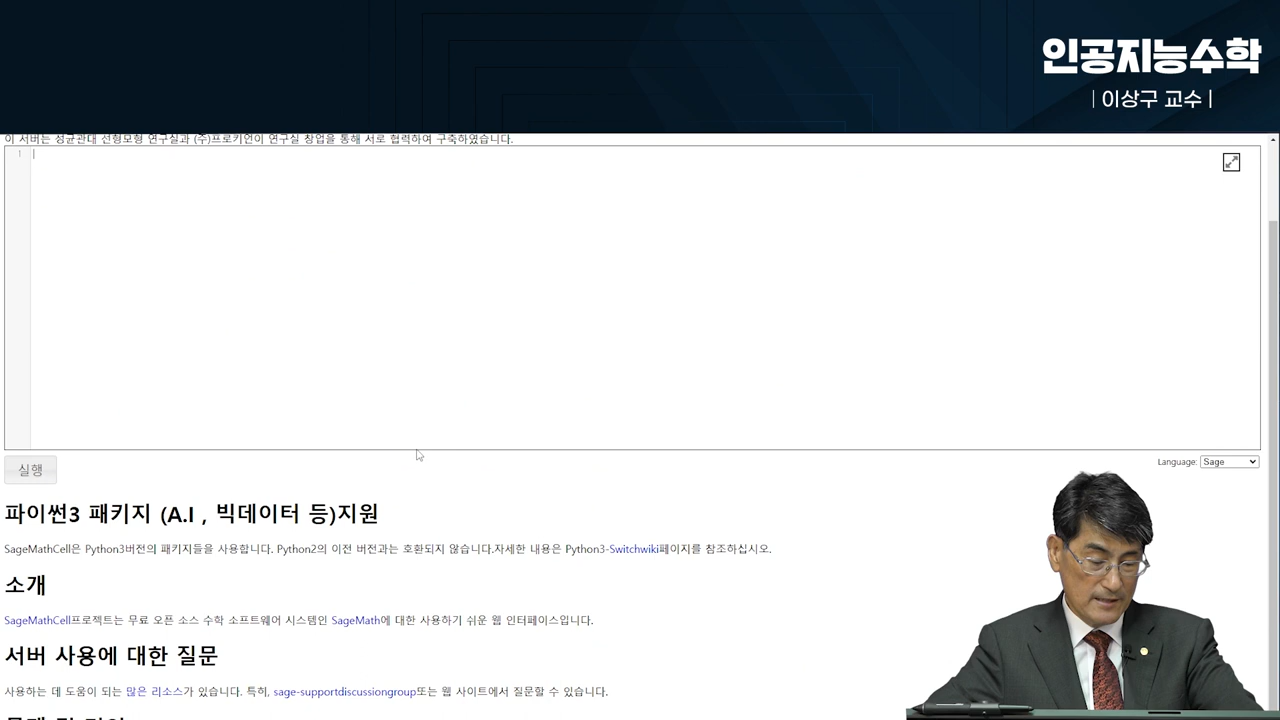 인공지능수학
| 이상구 교수 |
이 서버는 성균관대 선형모형 연구실과 (주)프로키언이 연구실 창업을 통해 서로 협력하여 구축하였습니다.
1
실행
Language: Sage
파이썬3 패키지 (A.I , 빅데이터 등)지원
SageMathCell은 Python3버전의 패키지들을 사용합니다. Python2의 이전 버전과는 호환되지 않습니다.자세한 내용은 Python3-Switchwiki페이지를 참조하십시오.
소개
SageMathCell프로젝트는 무료 오픈 소스 수학 소프트웨어 시스템인 SageMath에 대한 사용하기 쉬운 웹 인터페이스입니다.
서버 사용에 대한 질문
사용하는 데 도움이 되는 많은 리소스가 있습니다. 특히, sage-supportdiscussiongroup또는 웹 사이트에서 질문할 수 있습니다.